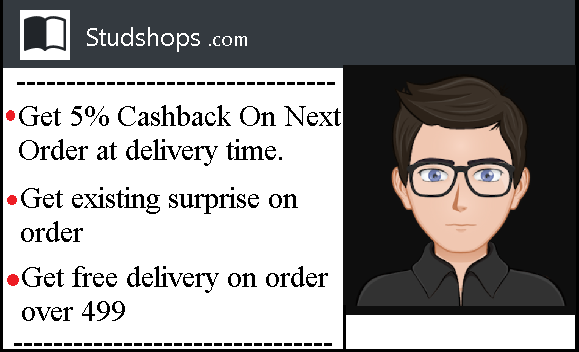 Studshops .com
Get 5% Cashback On Next
Order at delivery time.
Get existing surprise on
order
Get free delivery on order
over 499